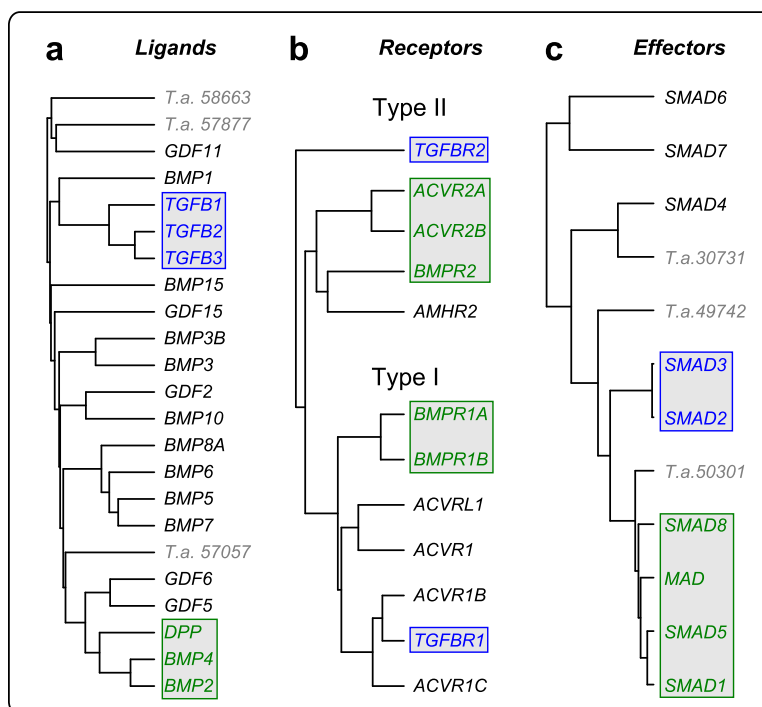 a Ligands
T.a. 58663
T.a. 57877
GDF11
BMP1
TGFB1
TGFB2
TGFB3
BMP15
GDF15
BMP3B
BMP3
GDF2
BMP10
BMP8A
BMP6
BMP5
BMP7
T.a. 57057
GDF6
GDF5
DPP
BMP4
BMP2
b Receptors
Type II
TGFBR2
ACVR2A
ACVR2B
BMPR2
AMHR2
Type I
BMPR1A
BMPR1B
ACVRL1
ACVR1
ACVR1B
TGFBR1
ACVR1C
c Effectors
SMAD6
SMAD7
SMAD4
T.a.30731
T.a.49742
SMAD3
SMAD2
T.a.50301
SMAD8
MAD
SMAD5
SMAD1